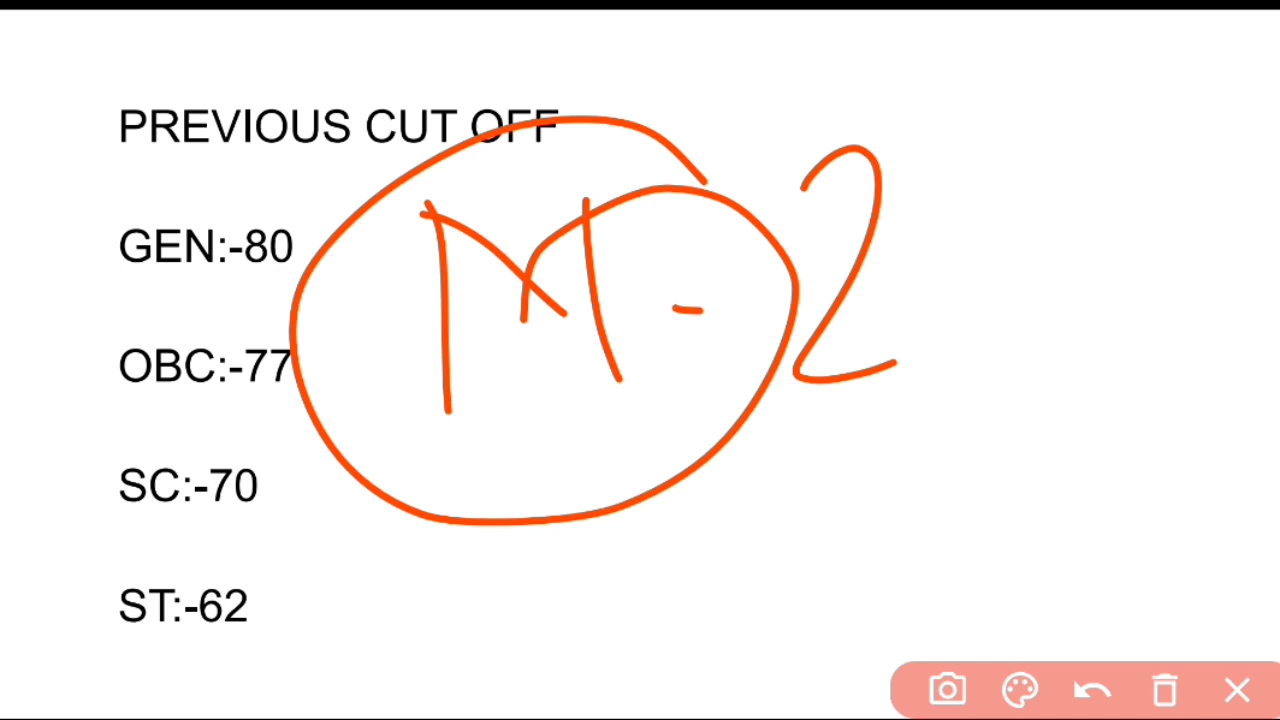 PREVIOUS CUT OFF
GEN:-80
M-2
OBC:-77
SC:-70
ST:-62